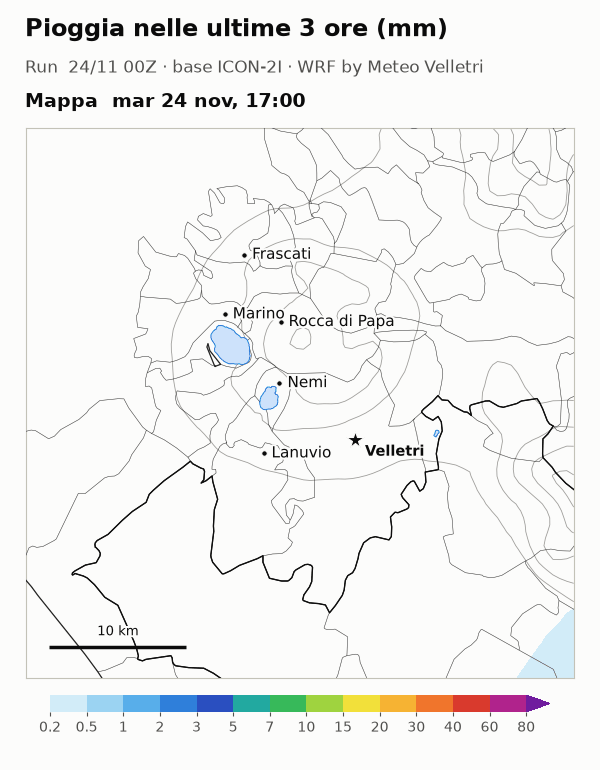 Pioggia nelle ultime 3 ore (mm)
Run  24/11 00Z · base ICON-2I · WRF by Meteo Velletri
Mappa  mar 24 nov, 17:00
Frascati
Marino
Rocca di Papa
Nemi
Velletri
Lanuvio
10 km
0.2 0.5 1 2 3 5 7 10 15 20 30 40 60 80